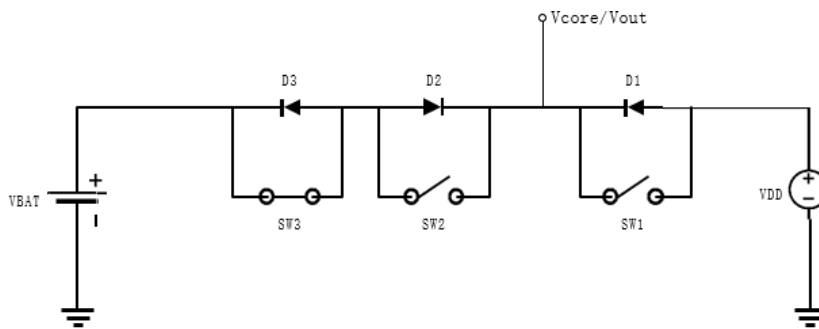 Vcore/Vout
D3
D2
D1
+
VBAT
-
SW3
SW2
SW1
VDD
+
-